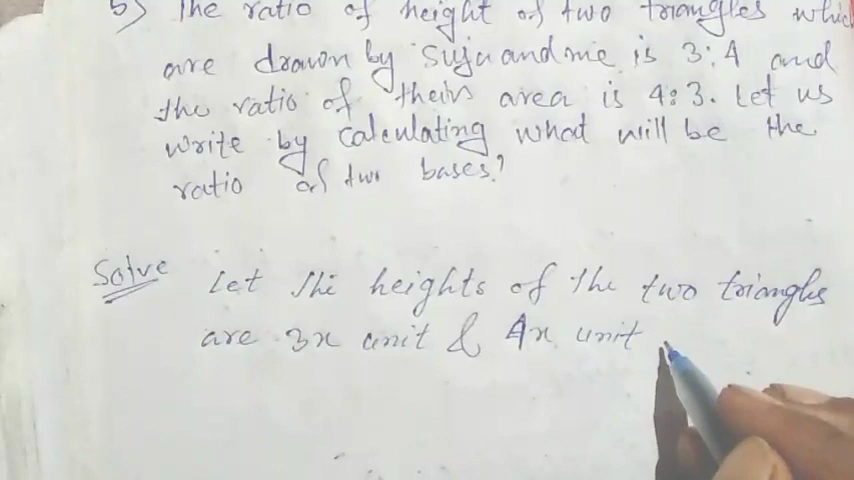 b) The ratio of height of two triangles which
are drawn by Suju and me is 3:4 and
the ratio of their area is 4:3. Let us
write by calculating what will be the
ratio of two bases?
Solve Let the heights of the two triangles
are 3x unit & 4x unit